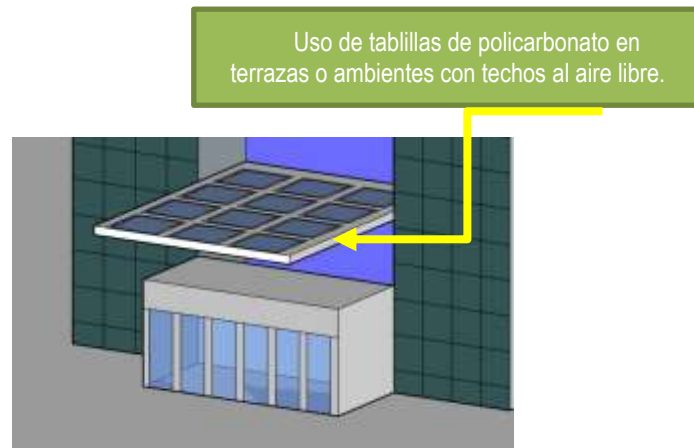 Uso de tablillas de policarbonato en
terrazas o ambientes con techos al aire libre.